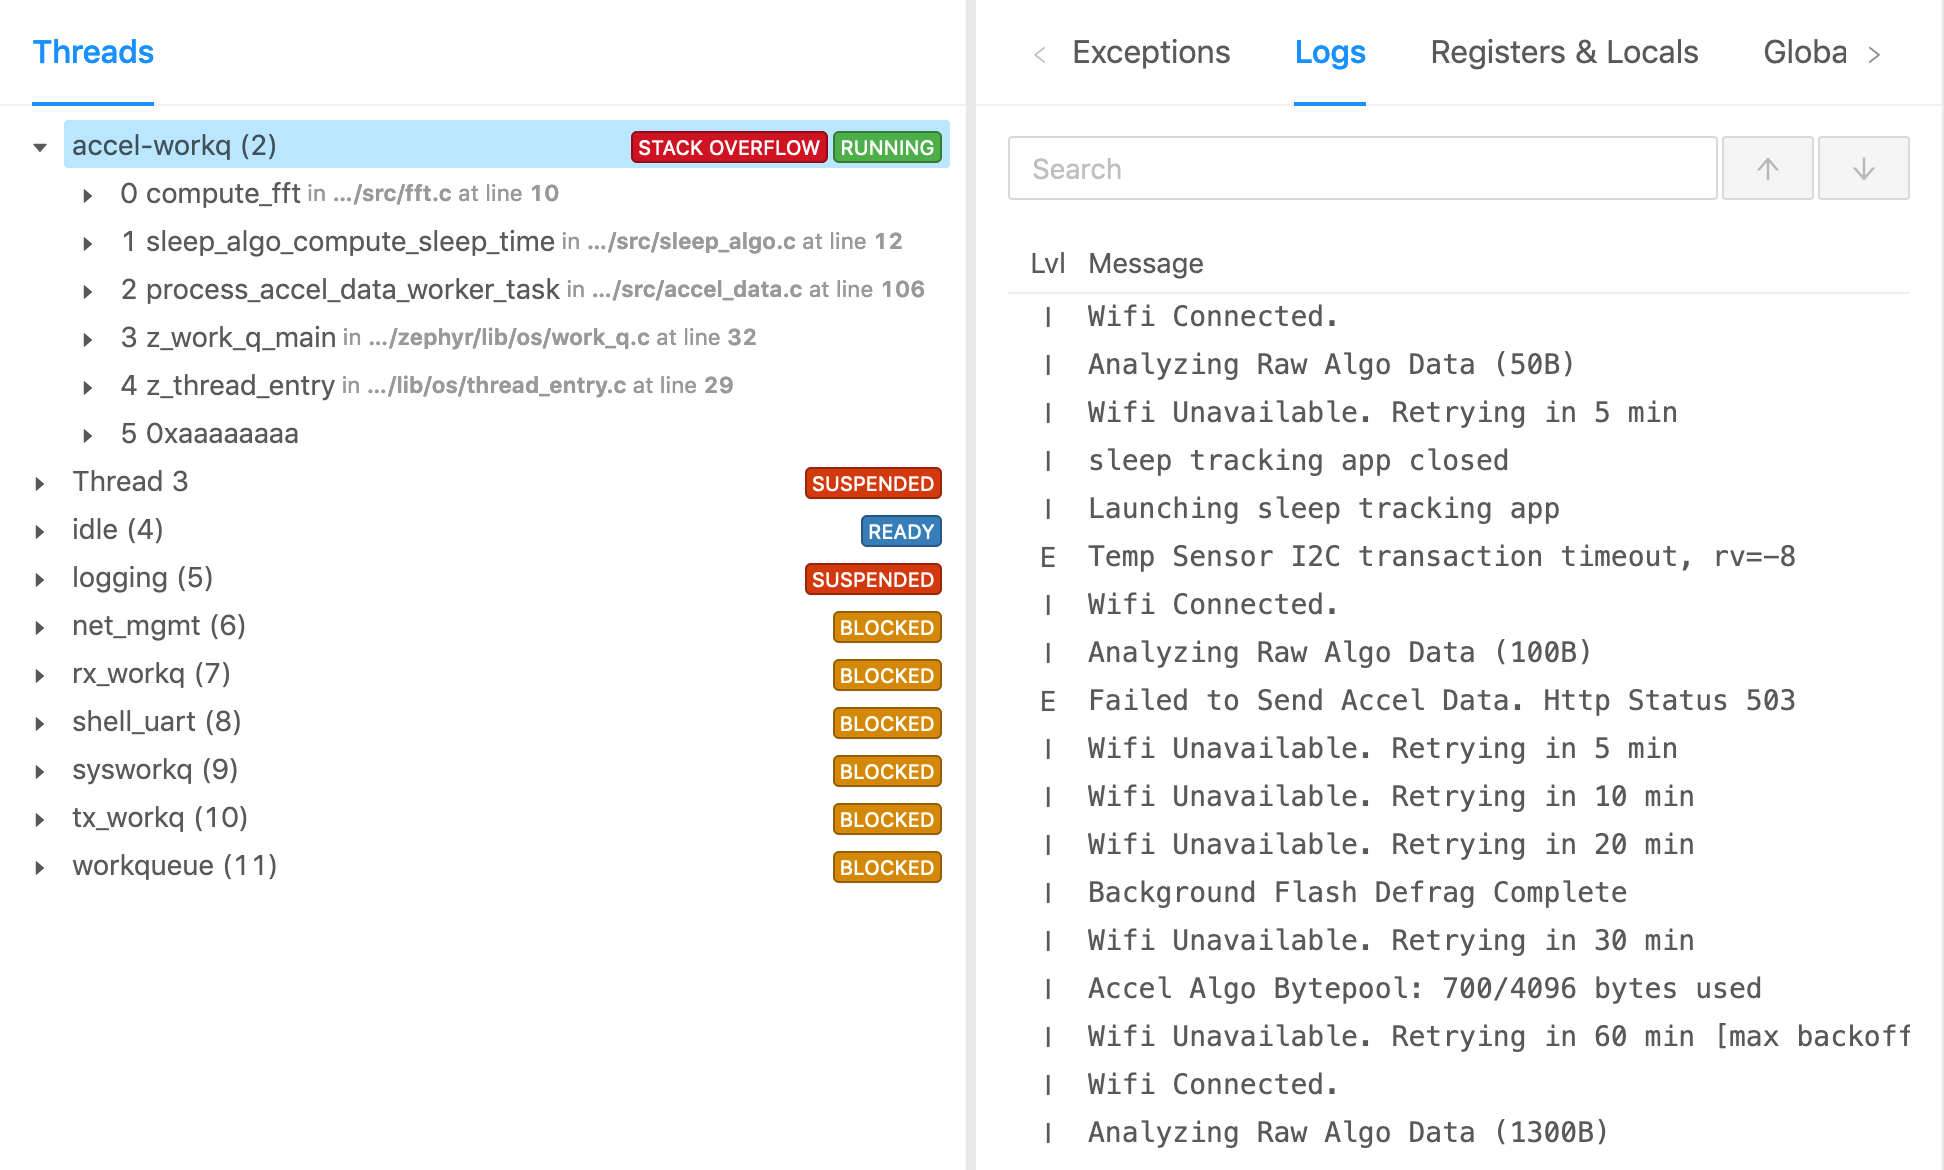 Threads
accel-workq (2) STACK OVERFLOW RUNNING
0 compute_fft in .../src/fft.c at line 10
1 sleep_algo_compute_sleep_time in .../src/sleep_algo.c at line 12
2 process_accel_data_worker_task in .../src/accel_data.c at line 106
3 z_work_q_main in .../zephyr/lib/os/work_q.c at line 32
4 z_thread_entry in .../lib/os/thread_entry.c at line 29
5 0xaaaaaaaa
Thread 3 SUSPENDED
idle (4) READY
logging (5) SUSPENDED
net_mgmt (6) BLOCKED
rx_workq (7) BLOCKED
shell_uart (8) BLOCKED
sysworkq (9) BLOCKED
tx_workq (10) BLOCKED
workqueue (11) BLOCKED
< Exceptions Logs Registers & Locals Globa >
Search
Lvl Message
I Wifi Connected.
I Analyzing Raw Algo Data (50B)
I Wifi Unavailable. Retrying in 5 min
I sleep tracking app closed
I Launching sleep tracking app
E Temp Sensor I2C transaction timeout, rv=-8
I Wifi Connected.
I Analyzing Raw Algo Data (100B)
E Failed to Send Accel Data. Http Status 503
I Wifi Unavailable. Retrying in 5 min
I Wifi Unavailable. Retrying in 10 min
I Wifi Unavailable. Retrying in 20 min
I Background Flash Defrag Complete
I Wifi Unavailable. Retrying in 30 min
I Accel Algo Bytepool: 700/4096 bytes used
I Wifi Unavailable. Retrying in 60 min [max backoff
I Wifi Connected.
I Analyzing Raw Algo Data (1300B)